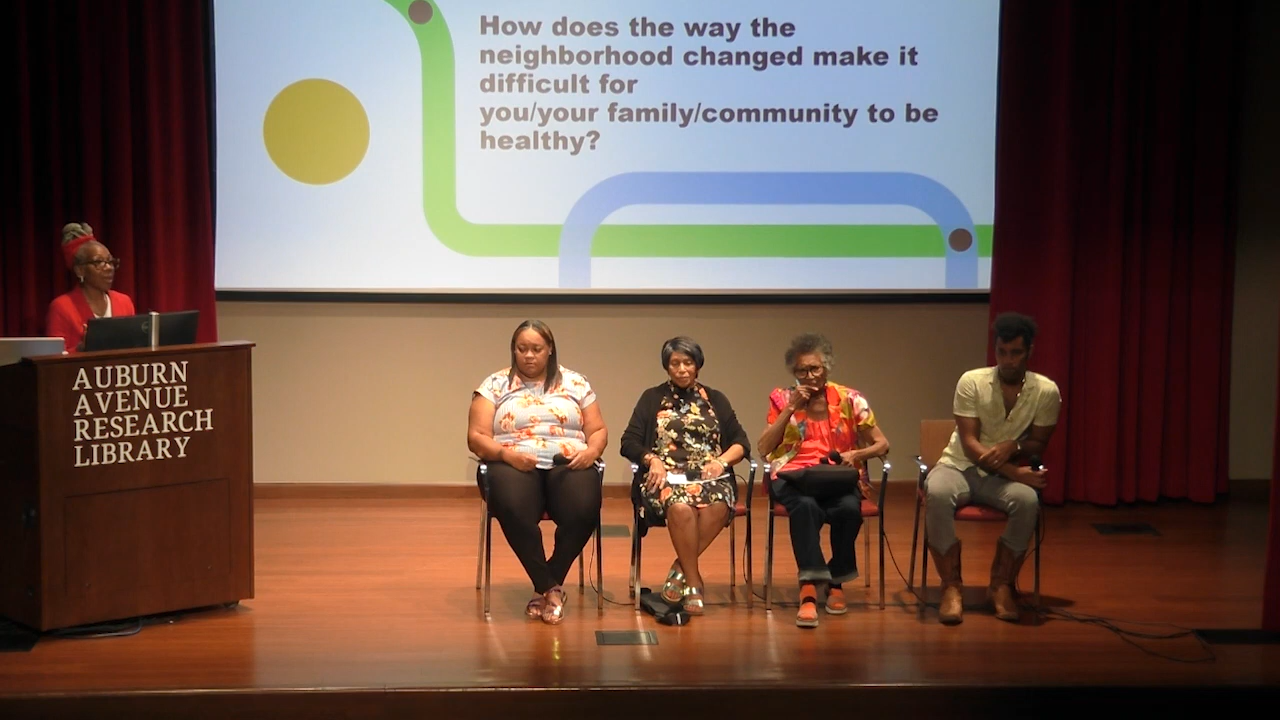 How does the way the
neighborhood changed make it
difficult for
you/your family/community to be
healthy?
AUBURN
AVENUE
RESEARCH
LIBRARY